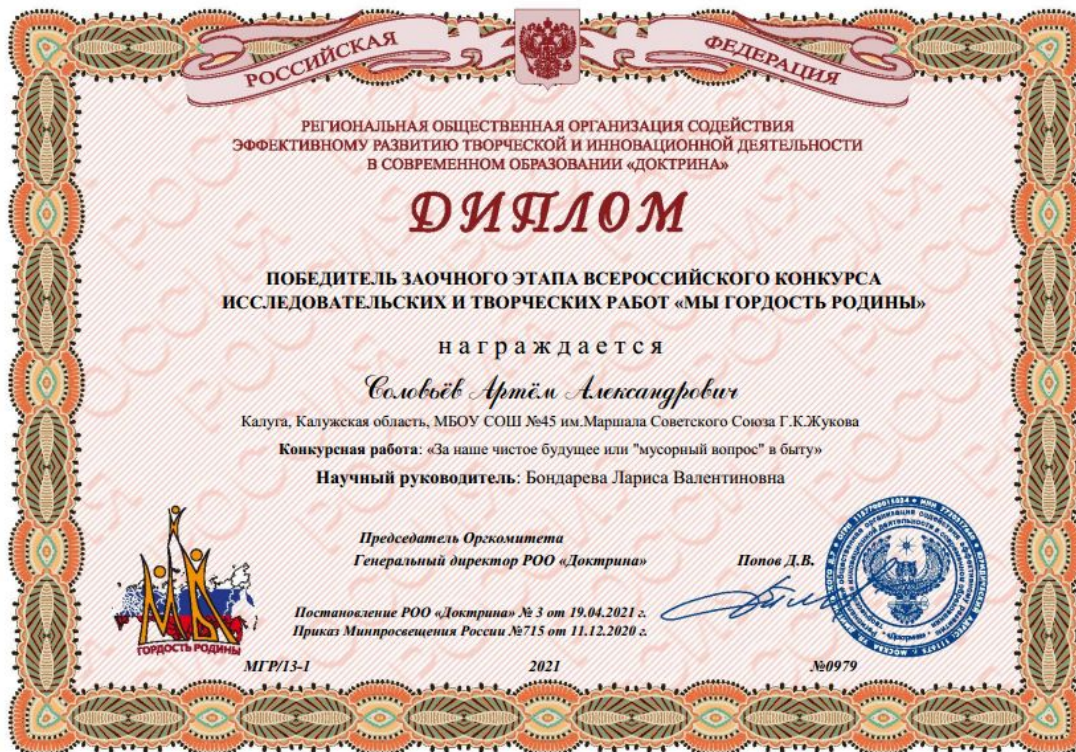 РОССИЙСКАЯ ФЕДЕРАЦИЯ
РЕГИОНАЛЬНАЯ ОБЩЕСТВЕННАЯ ОРГАНИЗАЦИЯ СОДЕЙСТВИЯ
ЭФФЕКТИВНОМУ РАЗВИТИЮ ТВОРЧЕСКОЙ И ИННОВАЦИОННОЙ ДЕЯТЕЛЬНОСТИ
В СОВРЕМЕННОМ ОБРАЗОВАНИИ «ДОКТРИНА»
ДИПЛОМ
ПОБЕДИТЕЛЬ ЗАОЧНОГО ЭТАПА ВСЕРОССИЙСКОГО КОНКУРСА
ИССЛЕДОВАТЕЛЬСКИХ И ТВОРЧЕСКИХ РАБОТ «МЫ ГОРДОСТЬ РОДИНЫ»
награждается
Соловьёв Артём Александрович
Калуга, Калужская область, МБОУ СОШ №45 им.Маршала Советского Союза Г.К.Жукова
Конкурсная работа: «За наше чистое будущее или "мусорный вопрос" в быту»
Научный руководитель: Бондарева Лариса Валентиновна
Председатель Оргкомитета
Генеральный директор РОО «Доктрина» Попов Д.В.
Постановление РОО «Доктрина» № 3 от 19.04.2021 г.
Приказ Минпросвещения России №715 от 11.12.2020 г.
ГОРДОСТЬ РОДИНЫ
МГР/13-1 2021 №0979